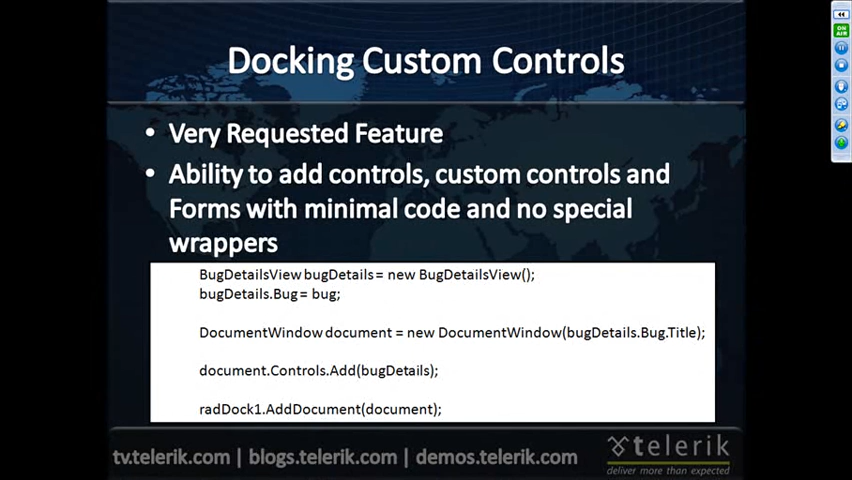 Docking Custom Controls
• Very Requested Feature
• Ability to add controls, custom controls and
Forms with minimal code and no special
wrappers
BugDetailsView bugDetails = new BugDetailsView();
bugDetails.Bug = bug;
DocumentWindow document = new DocumentWindow(bugDetails.Bug.Title);
document.Controls.Add(bugDetails);
radDock1.AddDocument(document);
tv.telerik.com | blogs.telerik.com | demos.telerik.com
telerik
deliver more than expected
ON
AIR